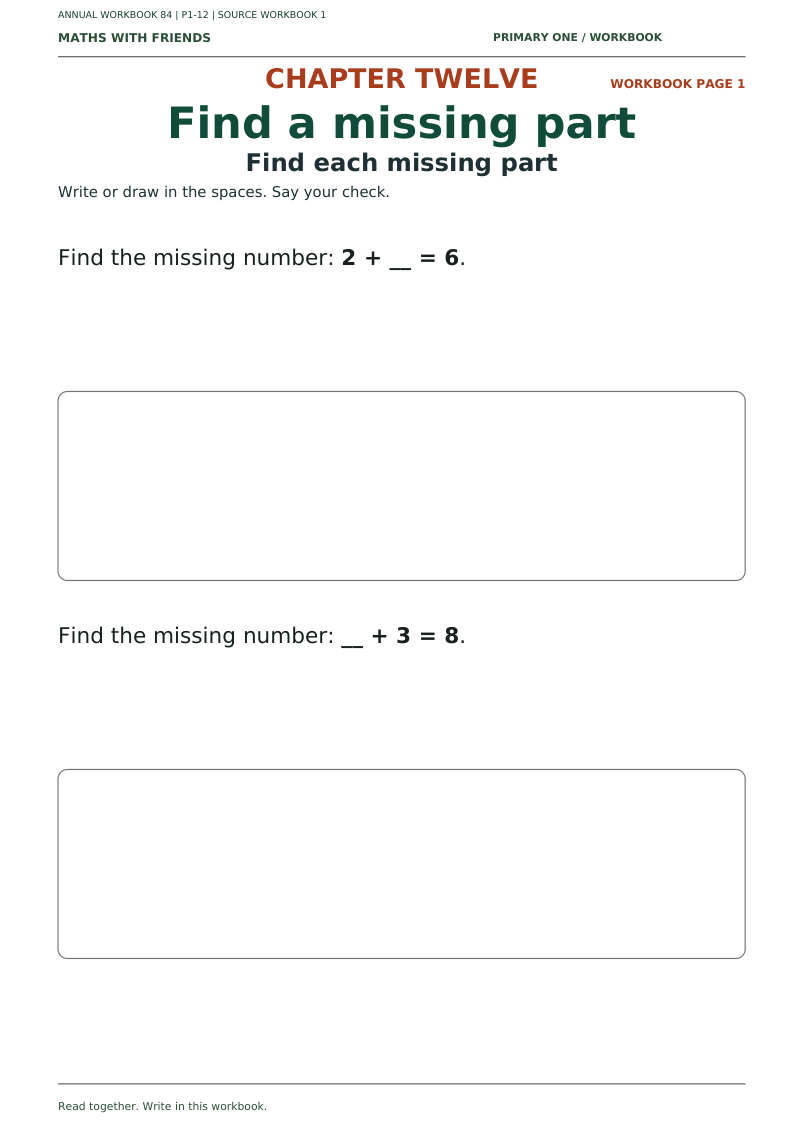 ANNUAL WORKBOOK 84 | P1-12 | SOURCE WORKBOOK 1
MATHS WITH FRIENDS
PRIMARY ONE / WORKBOOK
CHAPTER TWELVE
WORKBOOK PAGE 1
Find a missing part
Find each missing part
Write or draw in the spaces. Say your check.
Find the missing number: 2 + __ = 6.
Find the missing number: __ + 3 = 8.
Read together. Write in this workbook.